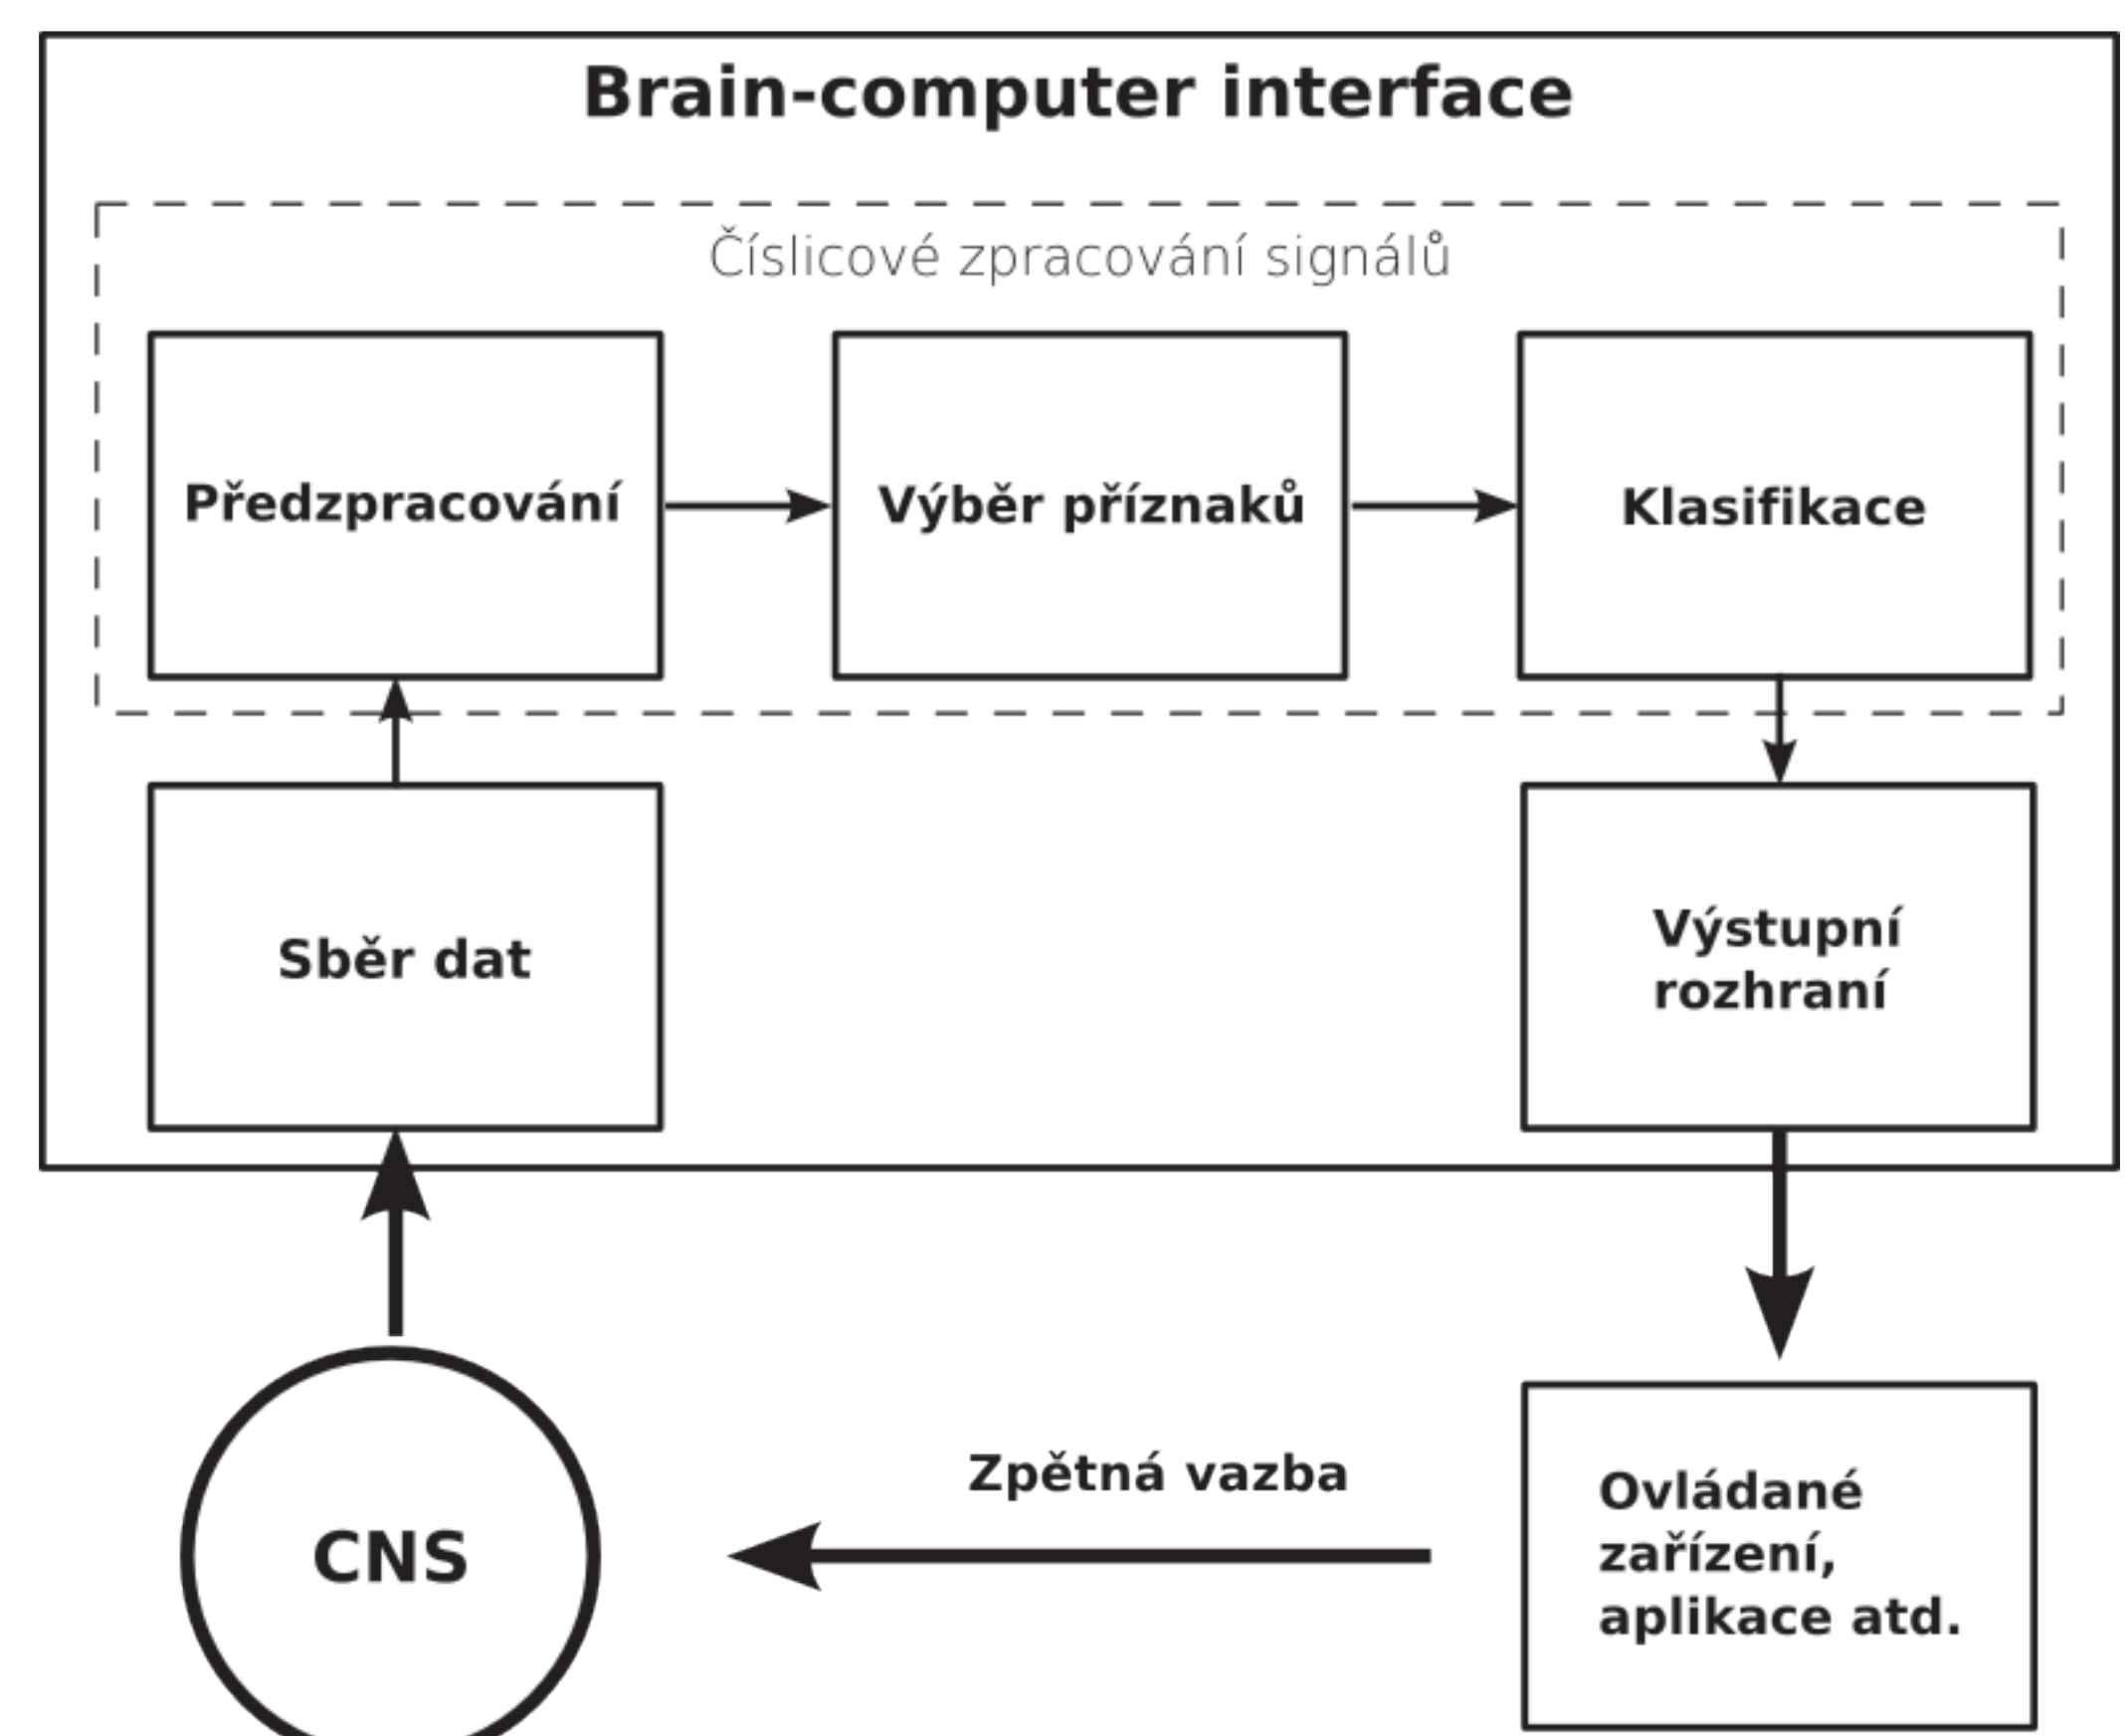 Brain-computer interface
Číslicové zpracování signálů
Předzpracování
Výběr příznaků
Klasifikace
Sběr dat
Výstupní
rozhraní
CNS
Zpětná vazba
Ovládané
zařízení,
aplikace atd.